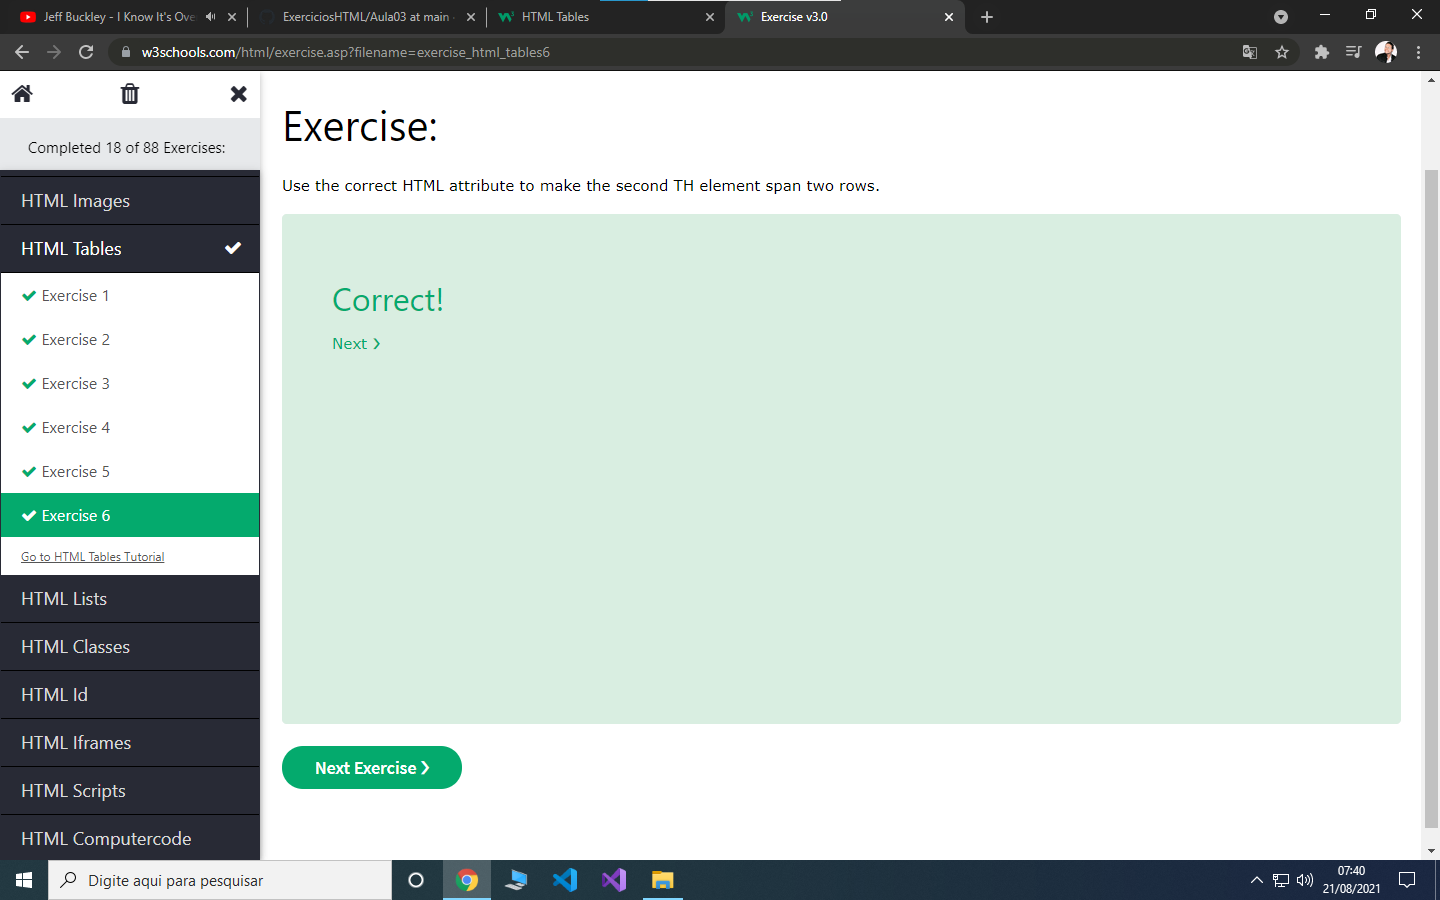 Jeff Buckley - I Know It's Ove
ExerciciosHTML/Aula03 at main
HTML Tables
Exercise v3.0
w3schools.com/html/exercise.asp?filename=exercise_html_tables6
Completed 18 of 88 Exercises:
HTML Images
HTML Tables
Exercise 1
Exercise 2
Exercise 3
Exercise 4
Exercise 5
Exercise 6
Go to HTML Tables Tutorial
HTML Lists
HTML Classes
HTML Id
HTML Iframes
HTML Scripts
HTML Computercode
Exercise:
Use the correct HTML attribute to make the second TH element span two rows.
Correct!
Next ❯
Next Exercise ❯
Digite aqui para pesquisar
07:40
21/08/2021